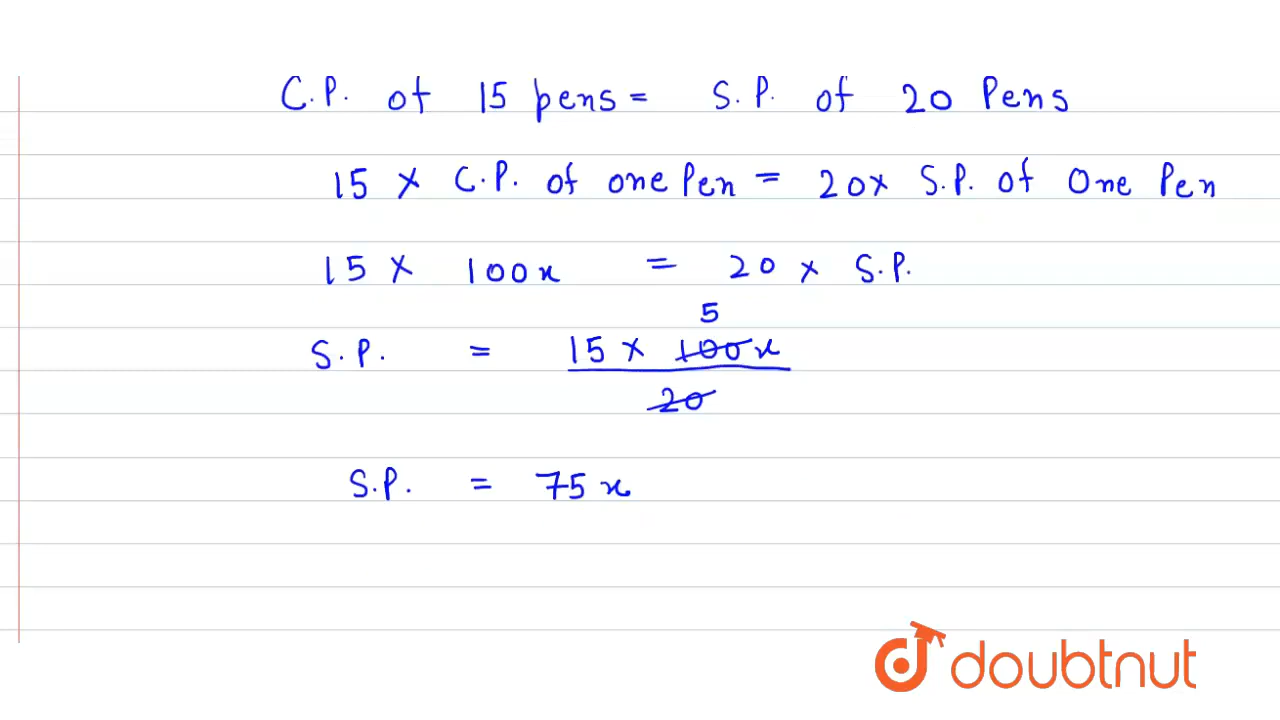 C.P. of 15 pens = S.P. of 20 Pens
15 × C.P. of one Pen = 20× S.P. of One Pen
15 × 100x = 20 × S.P.
5
S.P. = 15 × 100x
20
S.P. = 75x
doubtnut